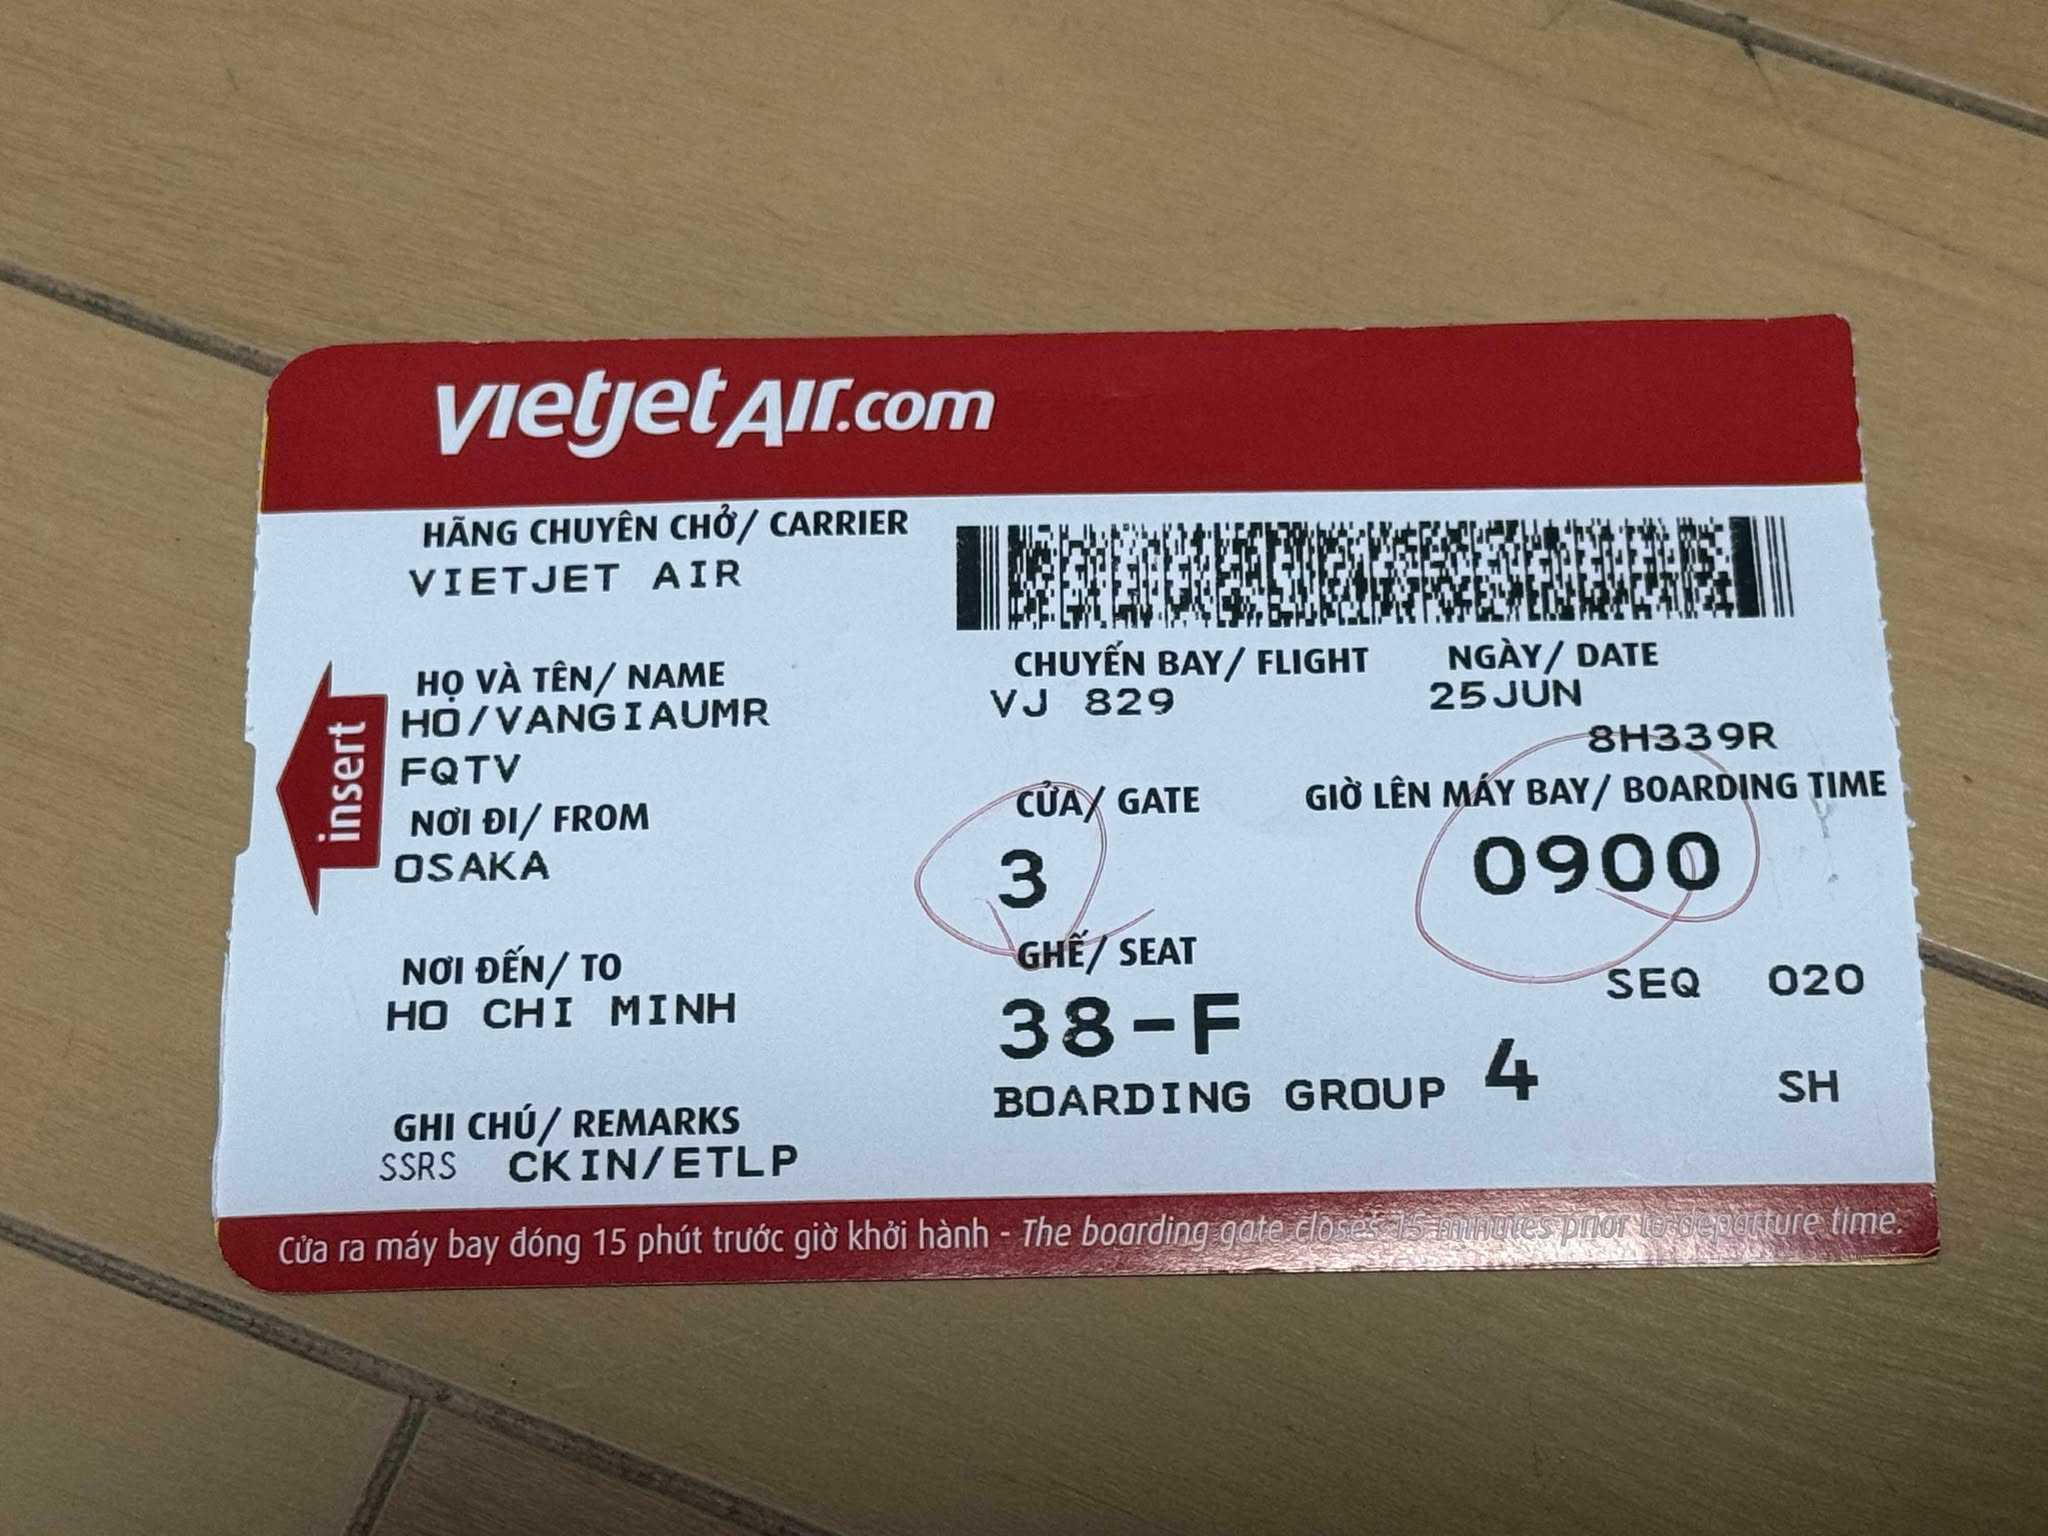 vietjetAir.com
HÃNG CHUYÊN CHỞ/ CARRIER
VIETJET AIR
HỌ VÀ TÊN/ NAME
HO/VANGIAUMR
FQTV
NƠI ĐI/ FROM
OSAKA
NƠI ĐẾN/ TO
HO CHI MINH
GHI CHÚ/ REMARKS
SSRS CKIN/ETLP
insert
CHUYẾN BAY/ FLIGHT
VJ 829
NGÀY/ DATE
25JUN
8H339R
CỬA/ GATE
3
GIỜ LÊN MÁY BAY/ BOARDING TIME
0900
GHẾ/ SEAT
38-F
SEQ 020
BOARDING GROUP 4
SH
Cửa ra máy bay đóng 15 phút trước giờ khởi hành - The boarding gate closes 15 minutes prior to departure time.